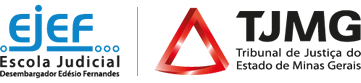 EJEF
Escola Judicial
Desembargador Edésio Fernandes
TJMG
Tribunal de Justiça do
Estado de Minas Gerais